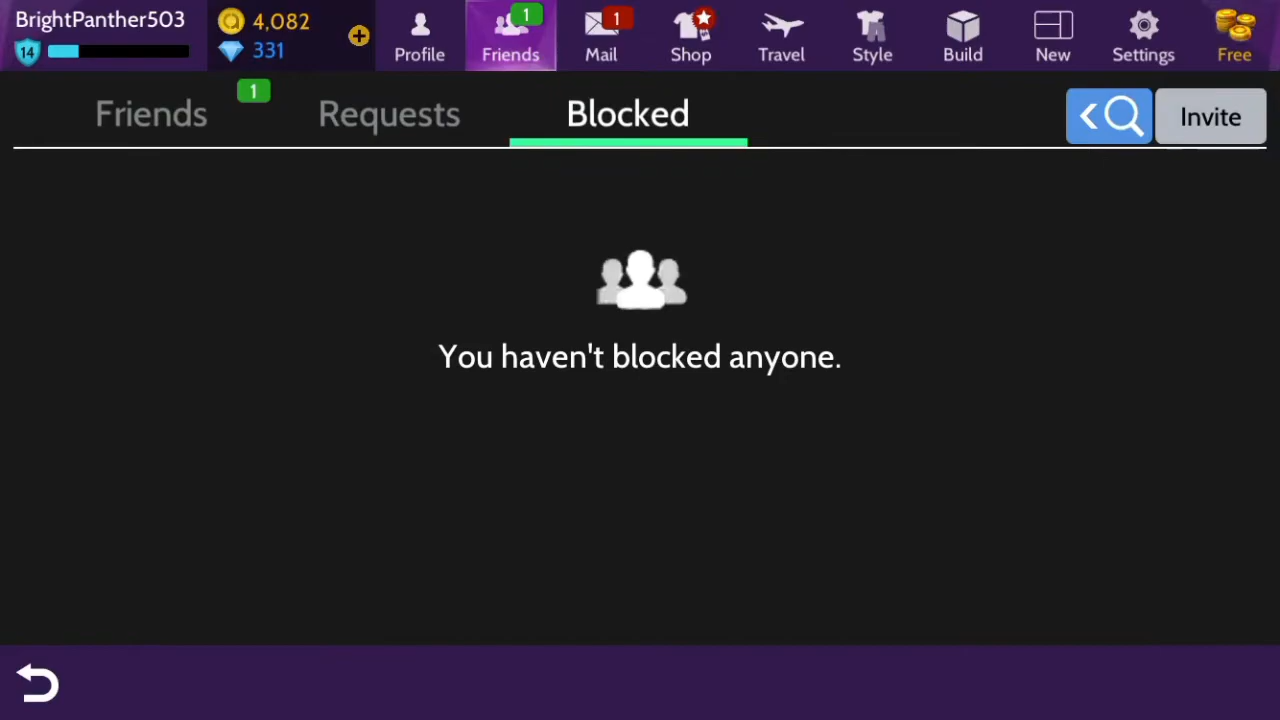 BrightPanther503
14
4,082
331
Profile
1
Friends
1
Mail
Shop
Travel
Style
Build
New
Settings
Free
Friends
1
Requests
Blocked
Invite
You haven't blocked anyone.